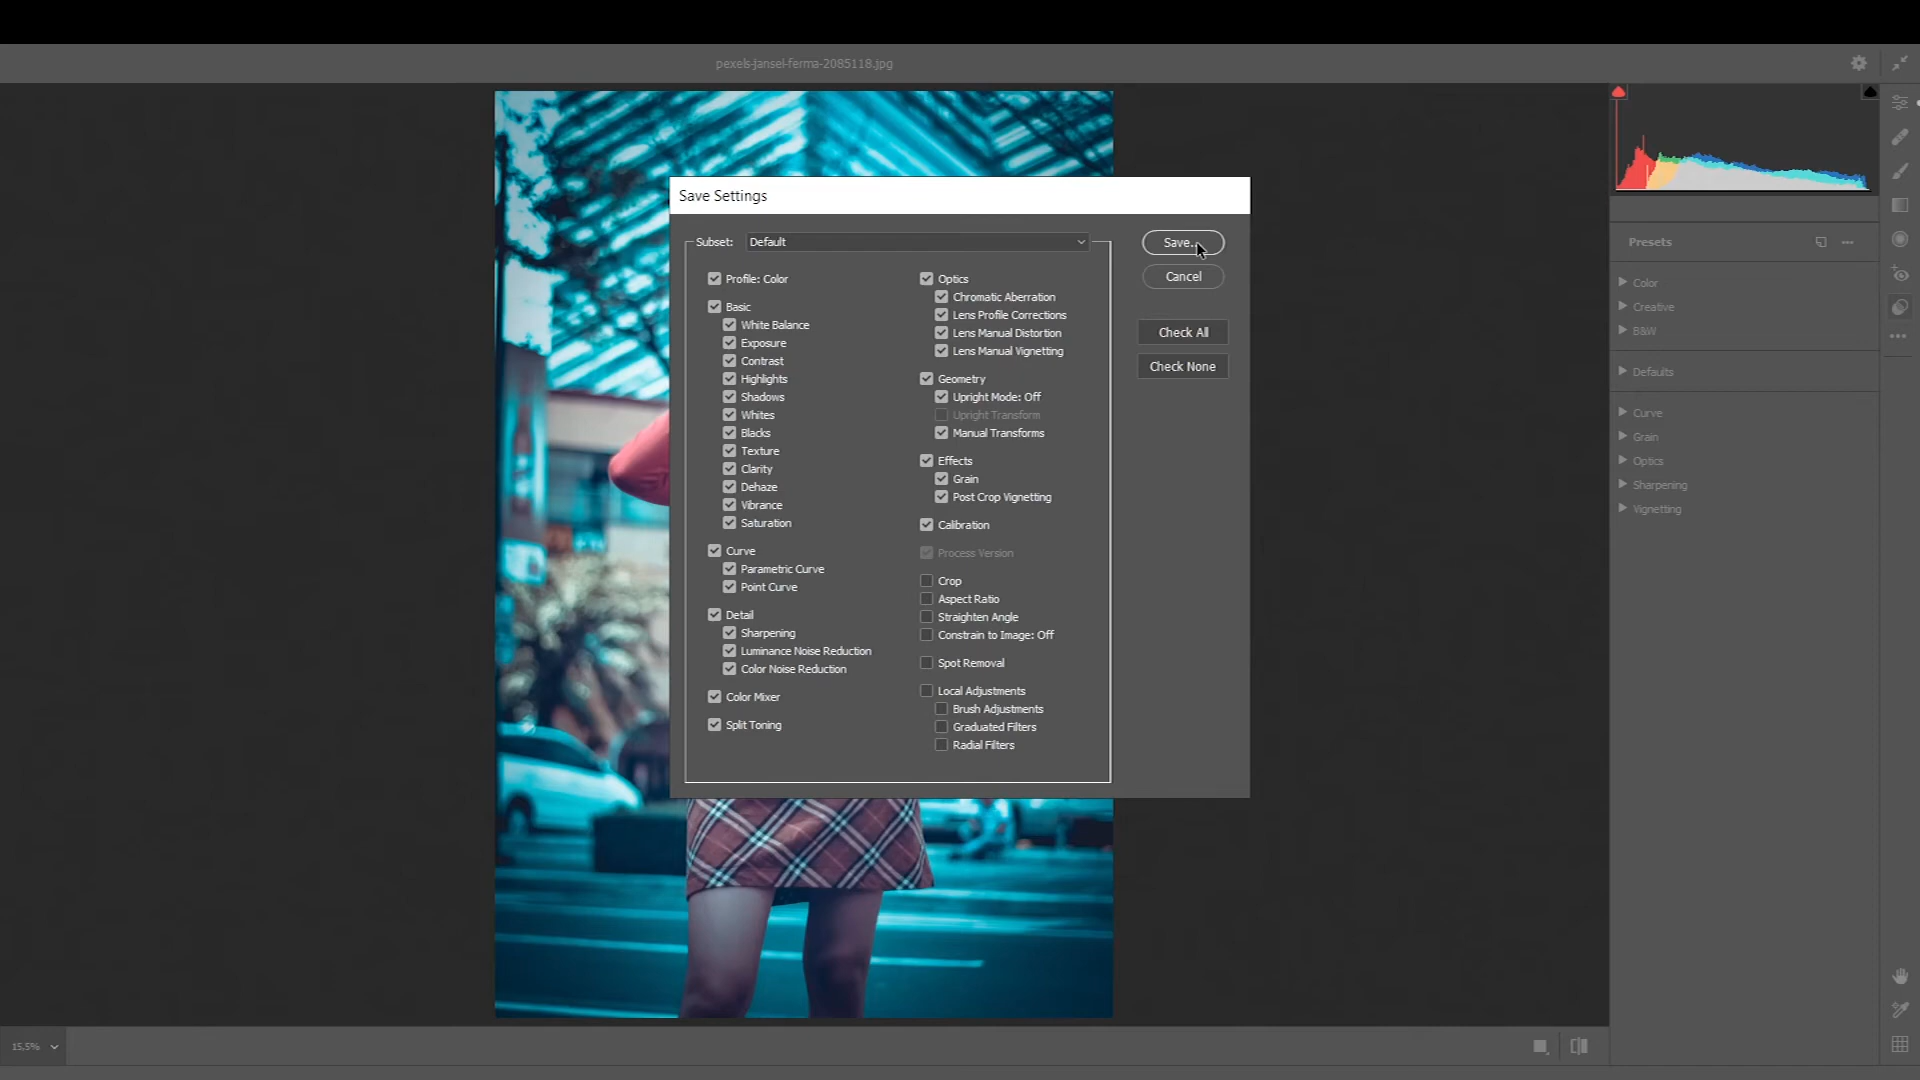 pexels-jansel-ferma-2085118.jpg
Save Settings
Subset: Default
Save...
Cancel
Check All
Check None
Profile: Color
Basic
White Balance
Exposure
Contrast
Highlights
Shadows
Whites
Blacks
Texture
Clarity
Dehaze
Vibrance
Saturation
Curve
Parametric Curve
Point Curve
Detail
Sharpening
Luminance Noise Reduction
Color Noise Reduction
Color Mixer
Split Toning
Optics
Chromatic Aberration
Lens Profile Corrections
Lens Manual Distortion
Lens Manual Vignetting
Geometry
Upright Mode: Off
Upright Transform
Manual Transforms
Effects
Grain
Post Crop Vignetting
Calibration
Process Version
Crop
Aspect Ratio
Straighten Angle
Constrain to Image: Off
Spot Removal
Local Adjustments
Brush Adjustments
Graduated Filters
Radial Filters
Presets
Color
Creative
B&W
Defaults
Curve
Grain
Optics
Sharpening
Vignetting
15,5%